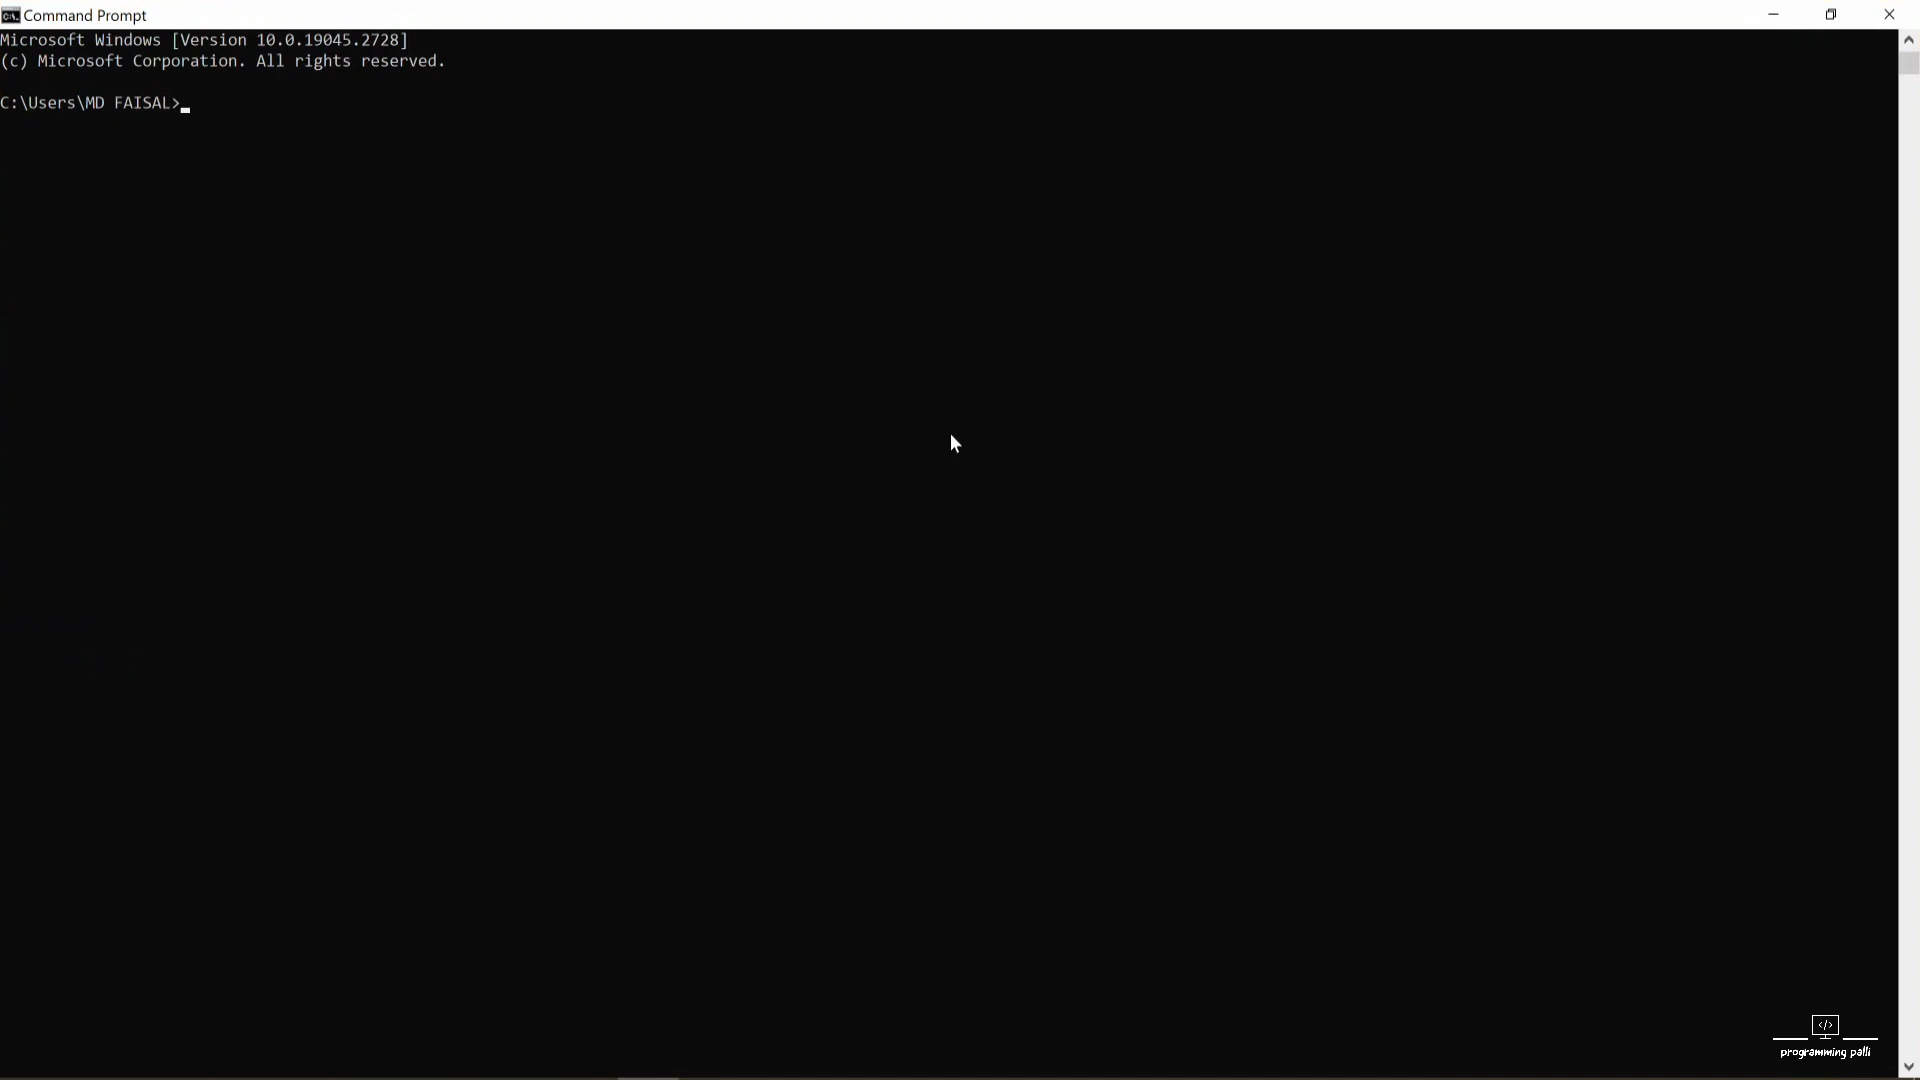 Command Prompt
Microsoft Windows [Version 10.0.19045.2728]
(c) Microsoft Corporation. All rights reserved.
C:\Users\MD FAISAL>
</>
programming palli